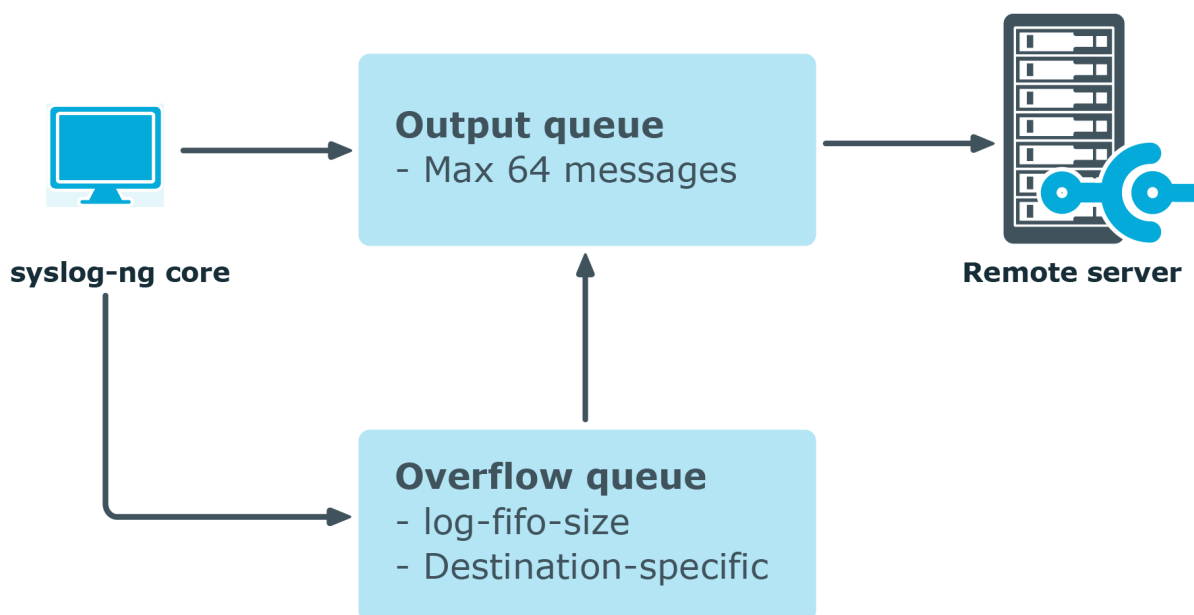 Output queue
- Max 64 messages
syslog-ng core
Remote server
Overflow queue
- log-fifo-size
- Destination-specific